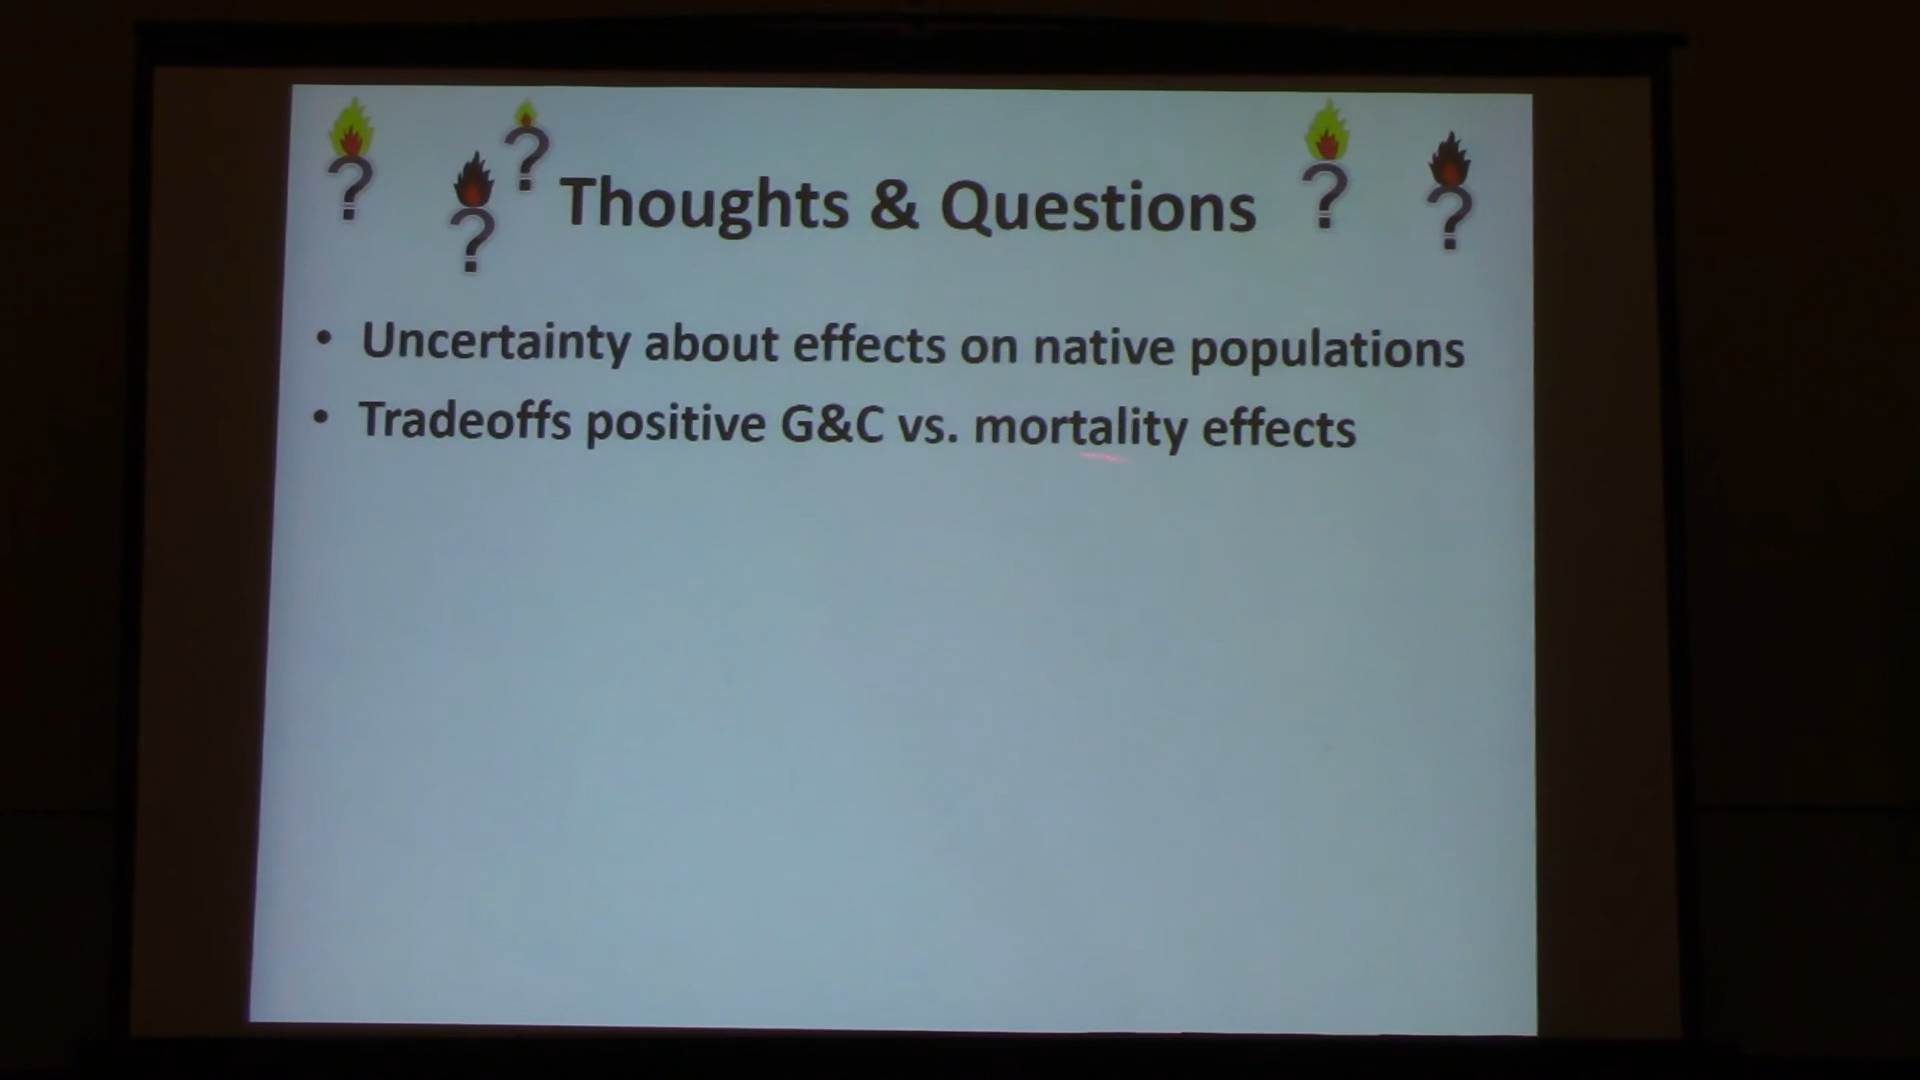 ? ? ? Thoughts & Questions ? ?
• Uncertainty about effects on native populations
• Tradeoffs positive G&C vs. mortality effects